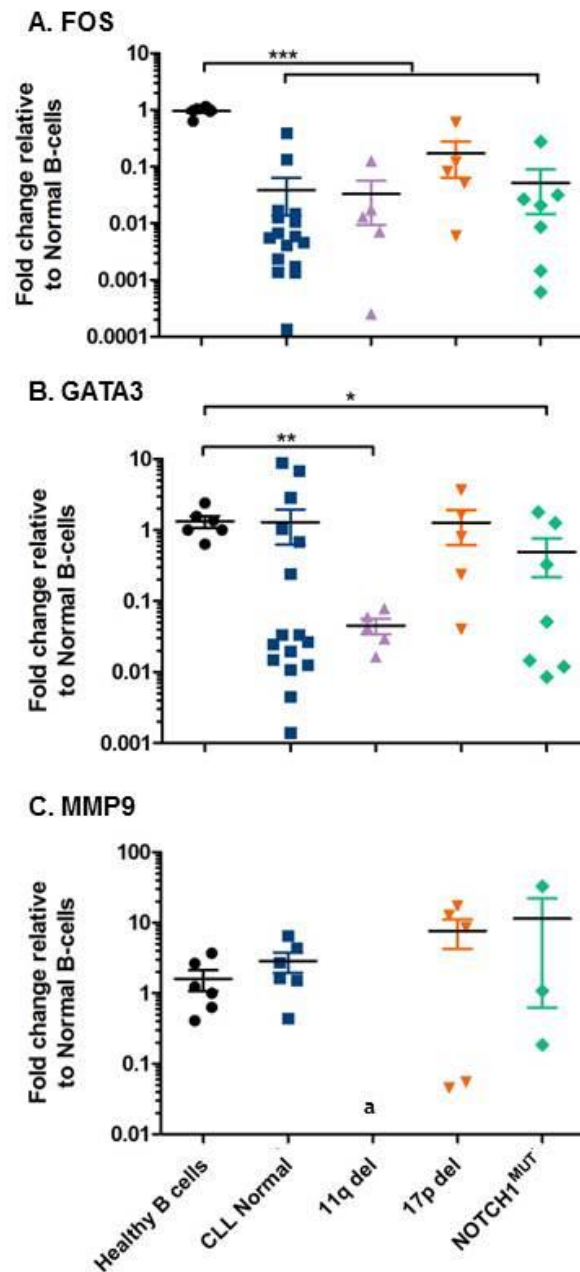 A. FOS
***
Fold change relative
to Normal B-cells
10
1
0.1
0.01
0.001
0.0001
B. GATA3
*
**
Fold change relative
to Normal B-cells
10
1
0.1
0.01
0.001
C. MMP9
Fold change relative
to Normal B-cells
100
10
1
0.1
0.01
a
Healthy B cells
CLL Normal
11q del
17p del
NOTCH1MUT